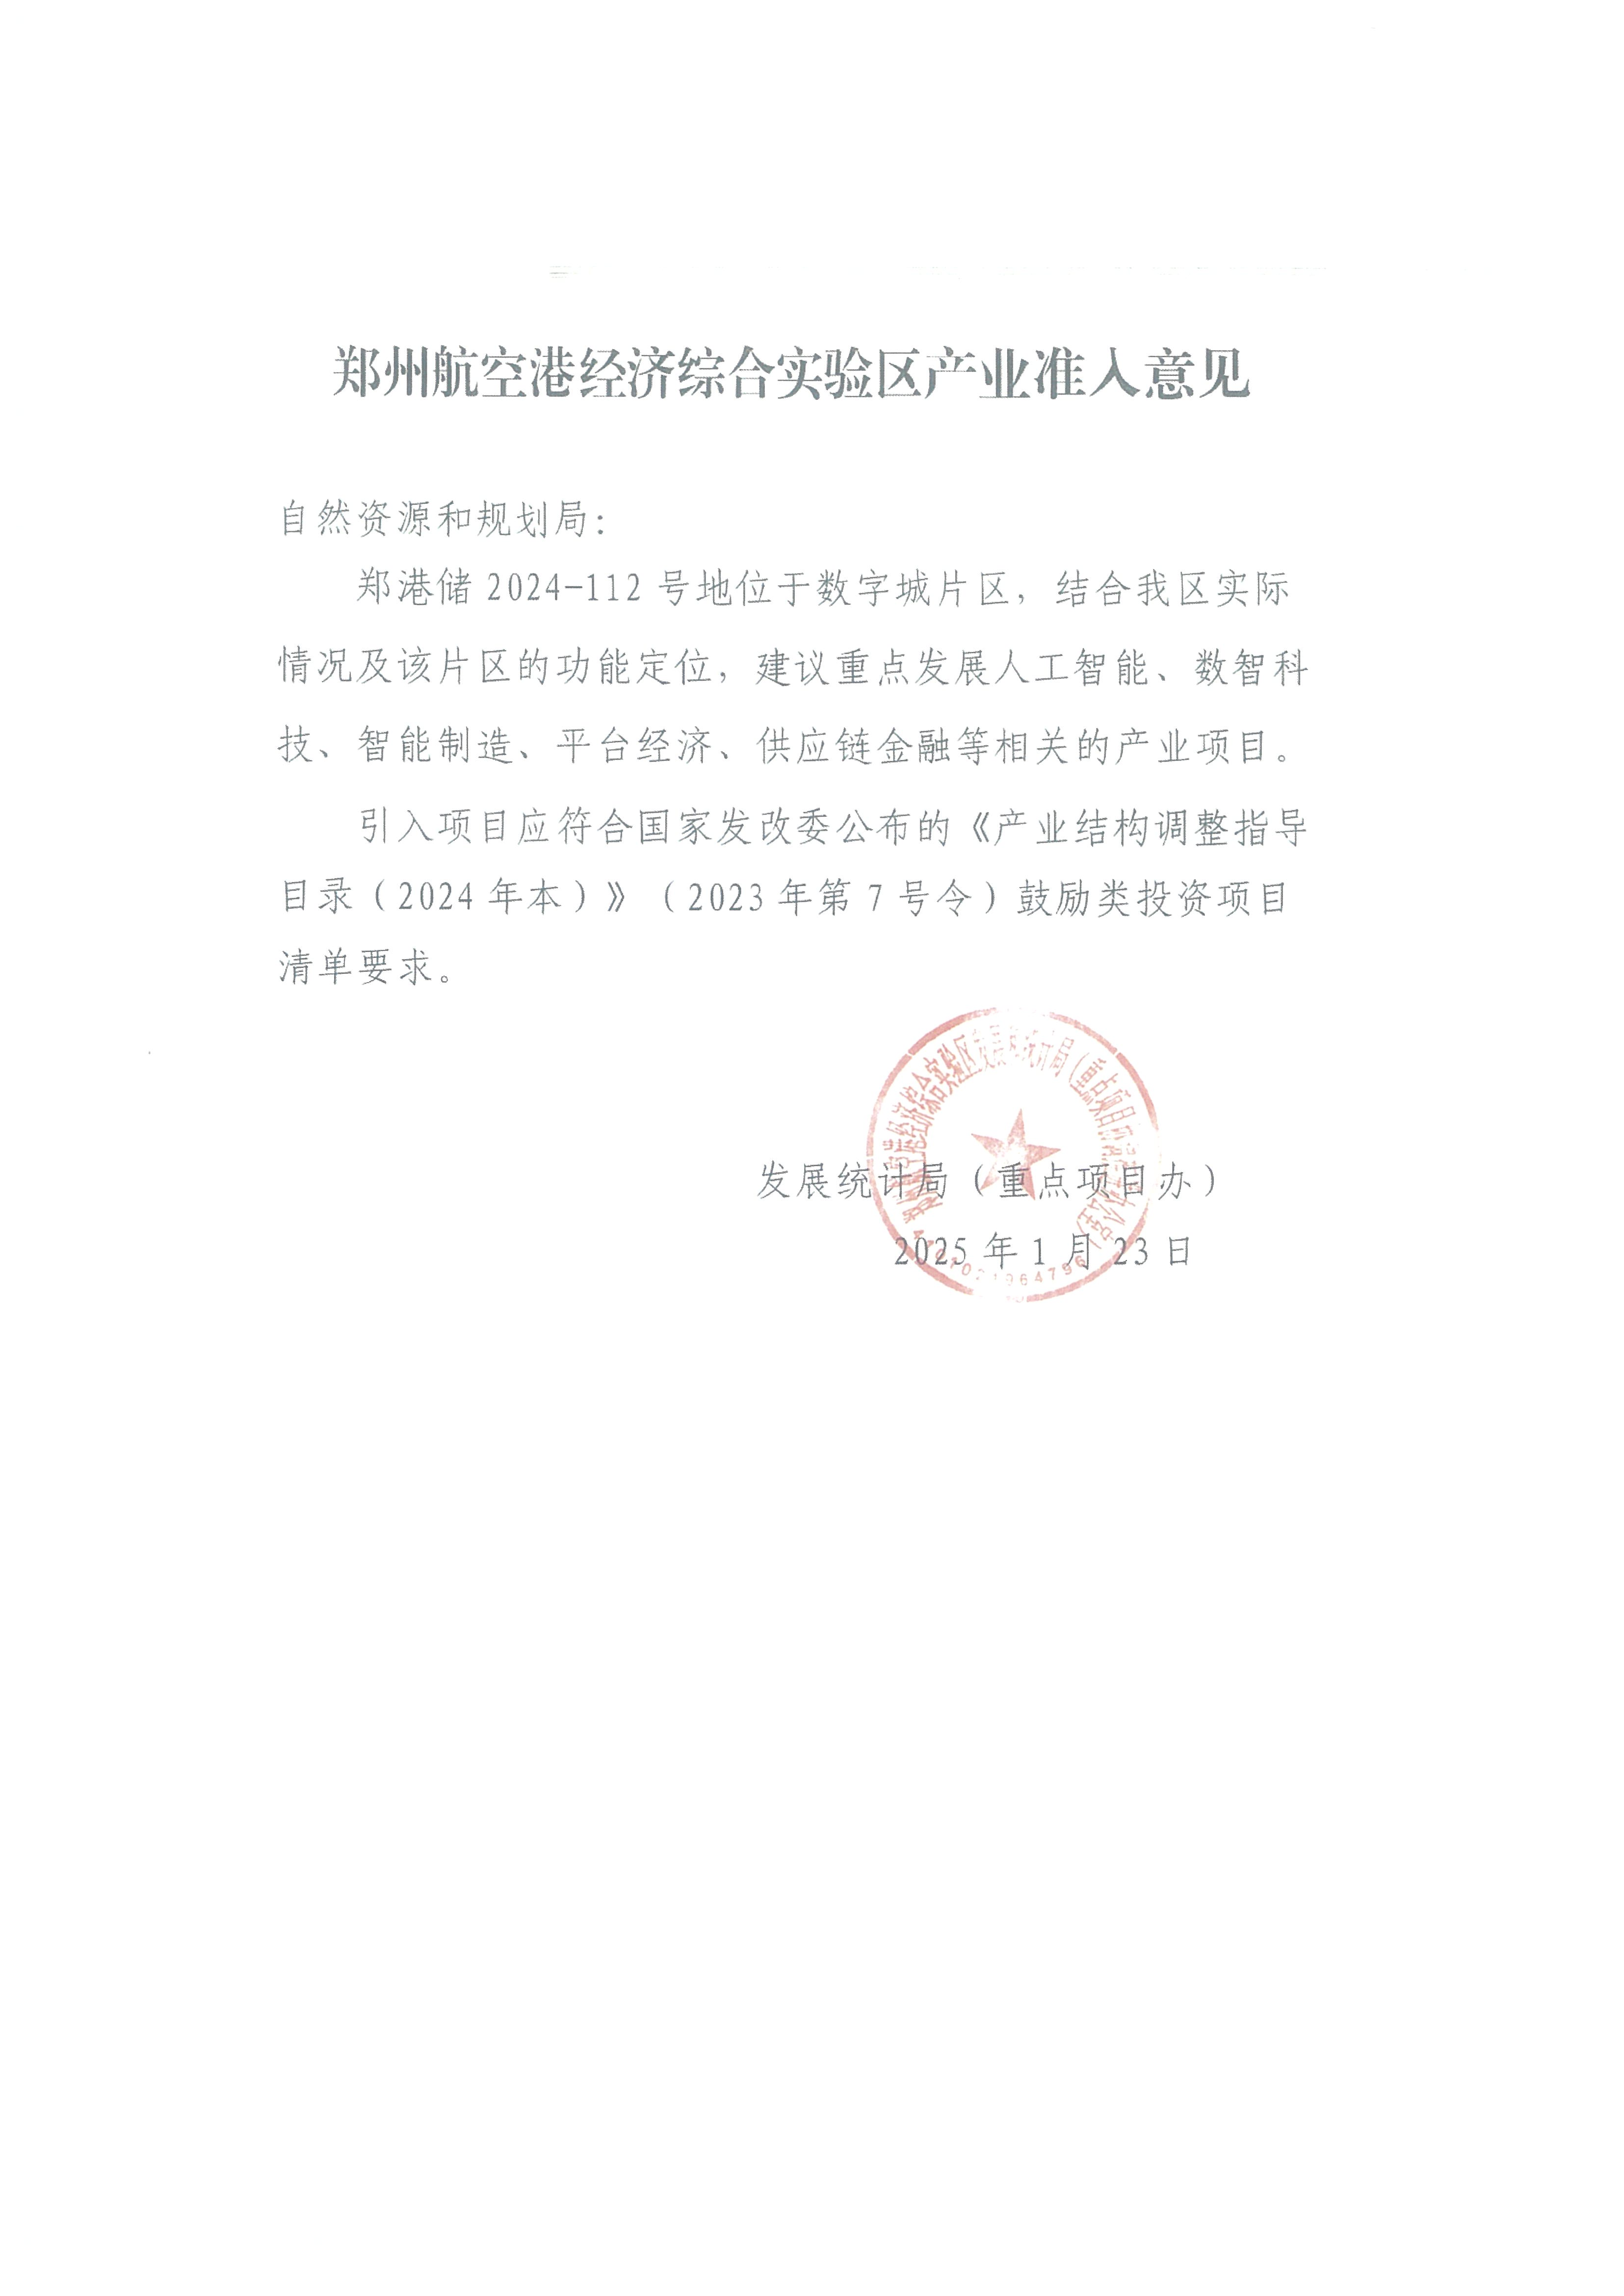 郑州航空港经济综合实验区产业准入意见
自然资源和规划局：
郑港储 2024-112 号地位于数字城片区，结合我区实际
情况及该片区的功能定位，建议重点发展人工智能、数智科
技、智能制造、平台经济、供应链金融等相关的产业项目。
引入项目应符合国家发改委公布的《产业结构调整指导
目录（2024 年本）》（2023 年第 7 号令）鼓励类投资项目
清单要求。
发展统计局（重点项目办）
2025 年 1 月 23 日